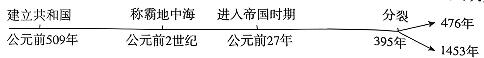 建立共和国 称霸地中海 进入帝国时期 分裂 476年
公元前509年 公元前2世纪 公元前27年 395年 1453年